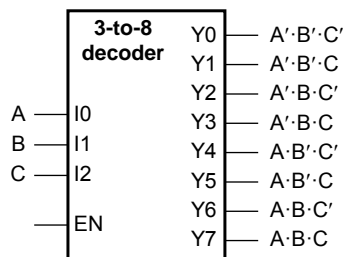 3-to-8
decoder
Y0 A′·B′·C′
Y1 A′·B′·C
Y2 A′·B·C′
A I0 Y3 A′·B·C
B I1 Y4 A·B′·C′
C I2 Y5 A·B′·C
EN Y6 A·B·C′
Y7 A·B·C